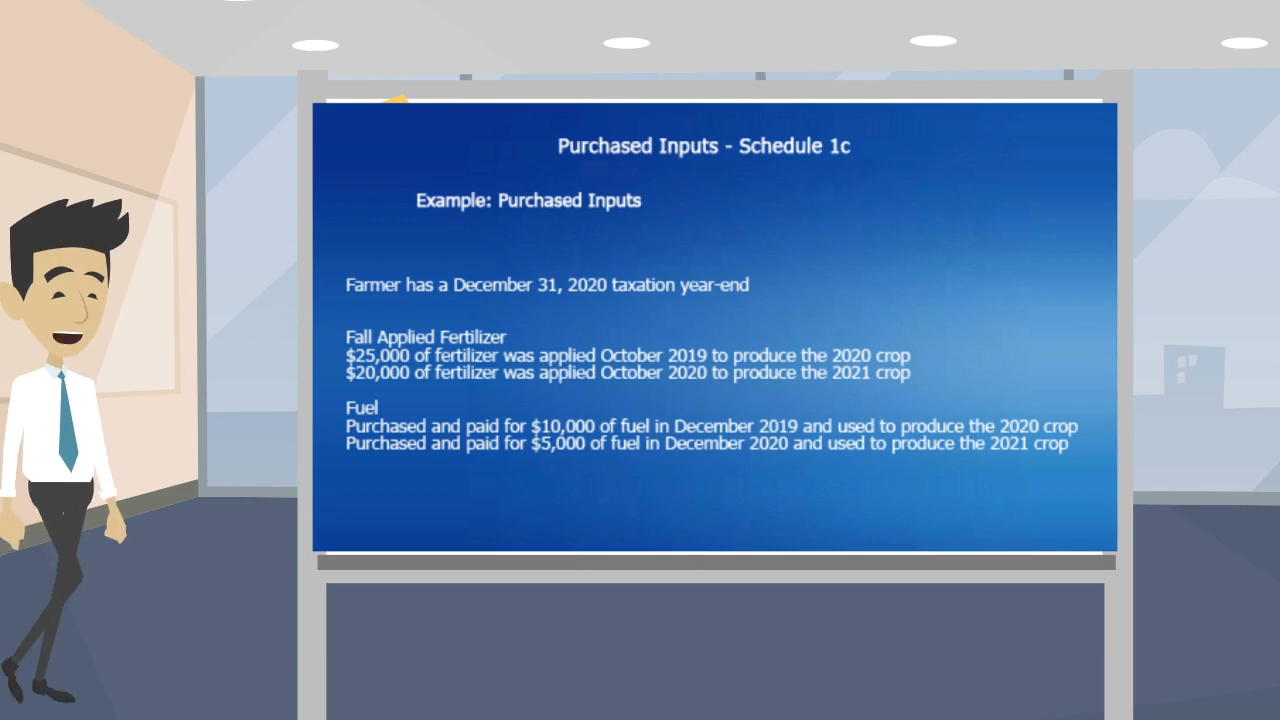 Purchased Inputs - Schedule 1c
Example: Purchased Inputs
Farmer has a December 31, 2020 taxation year-end
Fall Applied Fertilizer
$25,000 of fertilizer was applied October 2019 to produce the 2020 crop
$20,000 of fertilizer was applied October 2020 to produce the 2021 crop
Fuel
Purchased and paid for $10,000 of fuel in December 2019 and used to produce the 2020 crop
Purchased and paid for $5,000 of fuel in December 2020 and used to produce the 2021 crop